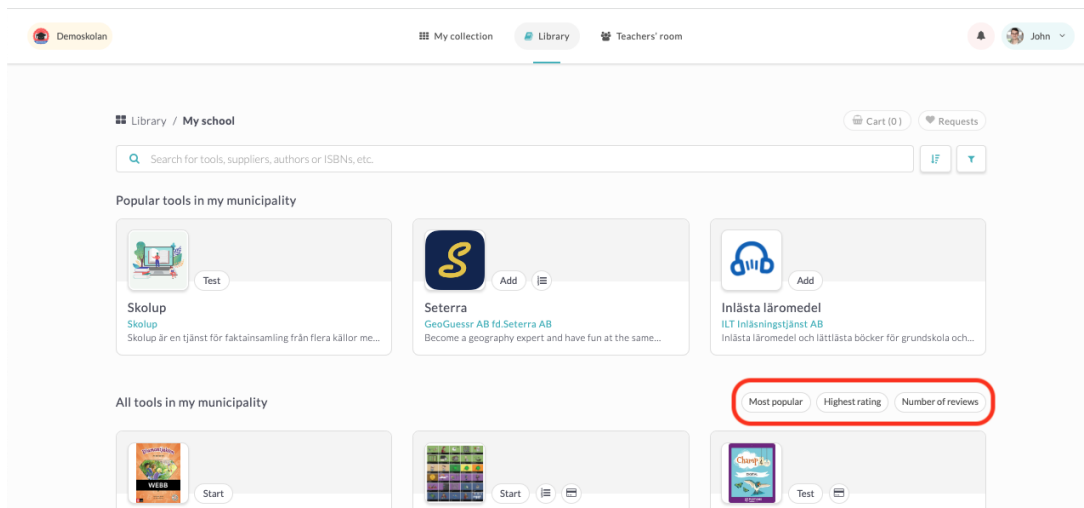 Demoskolan
My collection
Library
Teachers' room
John
Library / My school
Cart (0)
Requests
Search for tools, suppliers, authors or ISBNs, etc.
Popular tools in my municipality
Test
Add
Add
Skolup
Seterra
Inlästa läromedel
Skolup
GeoGuessr AB fd.Seterra AB
ILT Inläsningstjänst AB
Skolup är en tjänst för faktainsamling från flera källor me...
Become a geography expert and have fun at the same...
Inlästa läromedel och lättlästa böcker för grundskola och...
All tools in my municipality
Most popular
Highest rating
Number of reviews
WEBB
Start
Start
Champ
Test